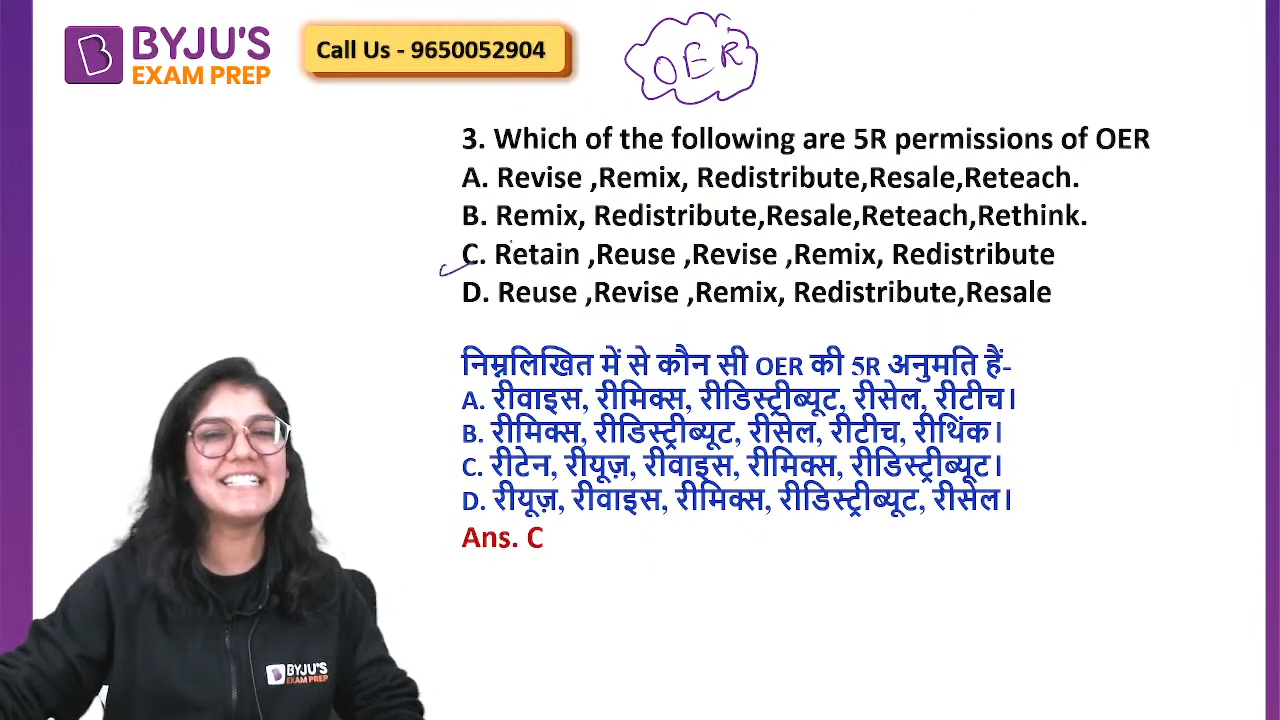 BYJU'S
EXAM PREP
Call Us - 9650052904
OER
3. Which of the following are 5R permissions of OER
A. Revise ,Remix, Redistribute,Resale,Reteach.
B. Remix, Redistribute,Resale,Reteach,Rethink.
C. Retain ,Reuse ,Revise ,Remix, Redistribute
D. Reuse ,Revise ,Remix, Redistribute,Resale
निम्नलिखित में से कौन सी OER की 5R अनुमति हैं-
A. रीवाइस, रीमिक्स, रीडिस्ट्रीब्यूट, रीसेल, रीटीच।
B. रीमिक्स, रीडिस्ट्रीब्यूट, रीसेल, रीटीच, रीथिंक।
C. रीटेन, रीयूज़, रीवाइस, रीमिक्स, रीडिस्ट्रीब्यूट।
D. रीयूज़, रीवाइस, रीमिक्स, रीडिस्ट्रीब्यूट, रीसेल।
Ans. C
BYJU'S
EXAM PREP